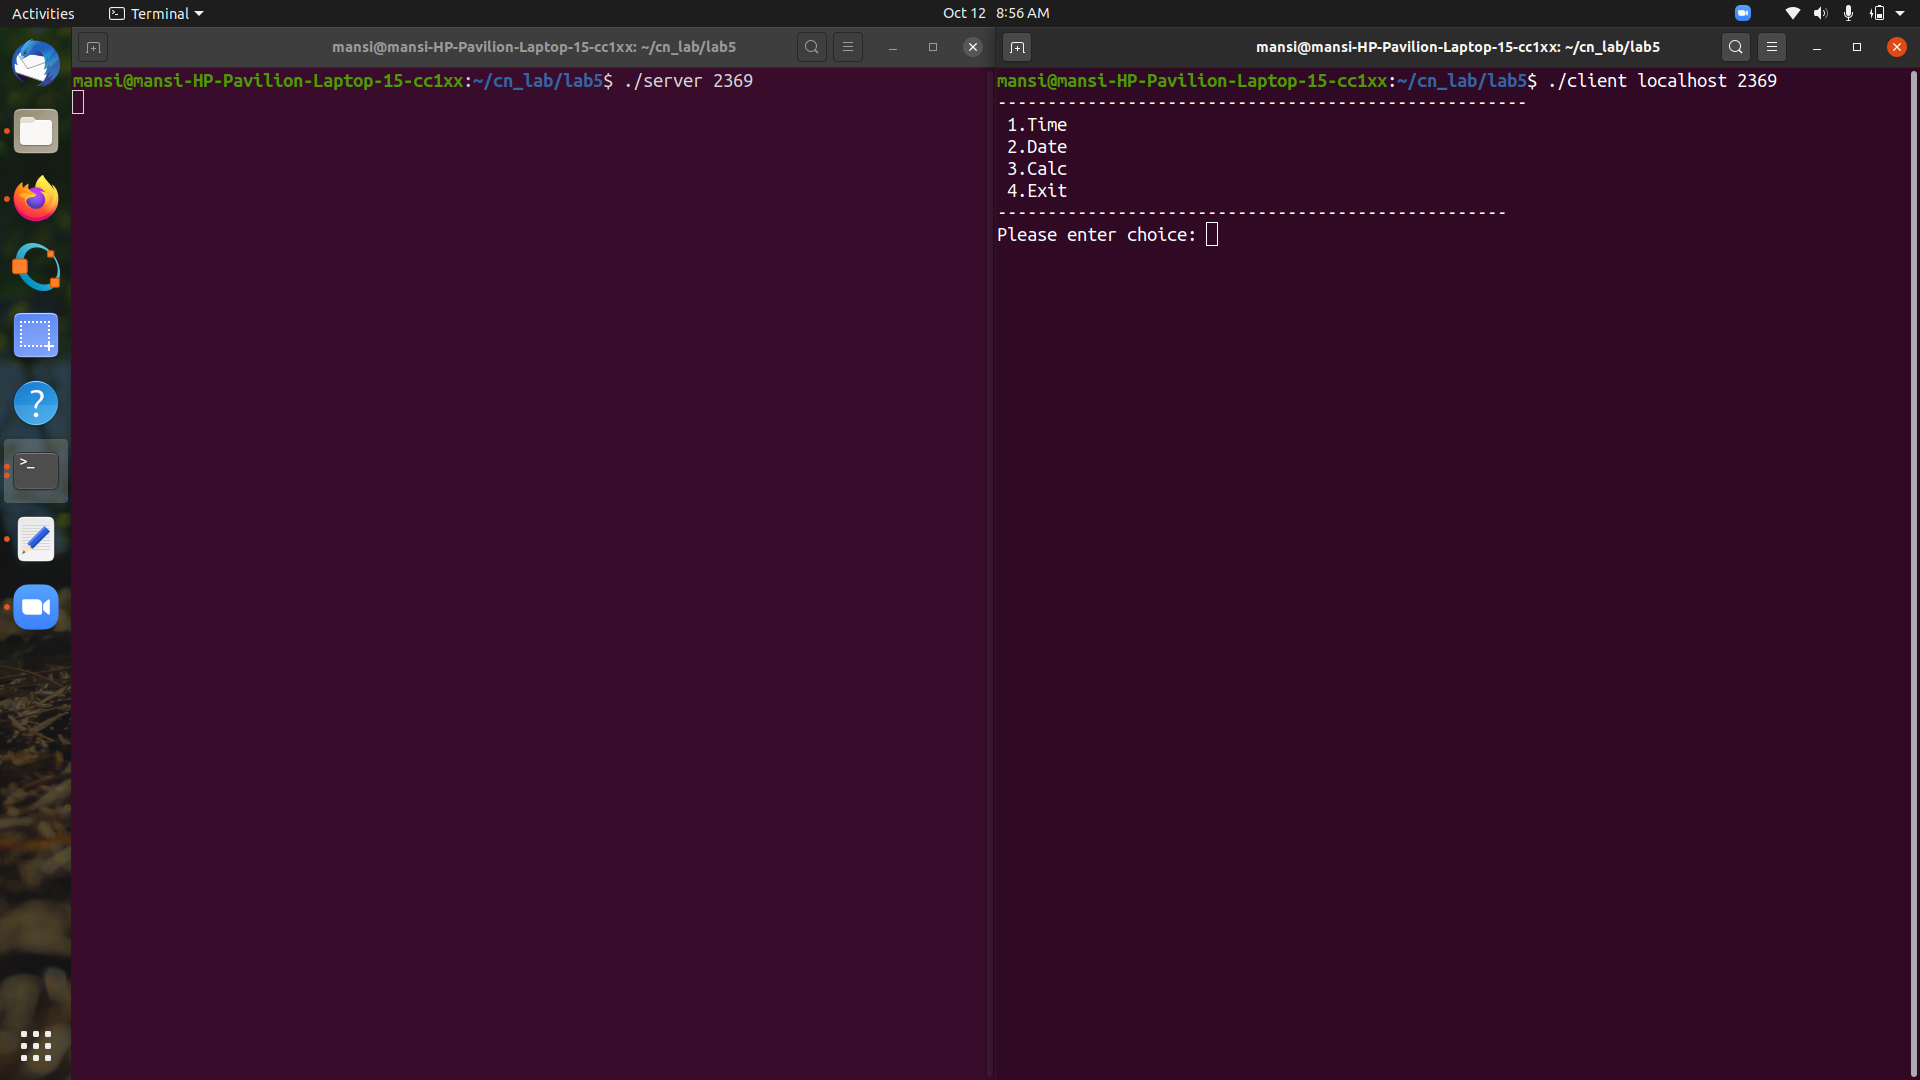 Activities
Terminal
Oct 12 8:56 AM
mansi@mansi-HP-Pavilion-Laptop-15-cc1xx: ~/cn_lab/lab5
mansi@mansi-HP-Pavilion-Laptop-15-cc1xx:~/cn_lab/lab5$ ./server 2369
mansi@mansi-HP-Pavilion-Laptop-15-cc1xx: ~/cn_lab/lab5
mansi@mansi-HP-Pavilion-Laptop-15-cc1xx:~/cn_lab/lab5$ ./client localhost 2369
-----------------------------------------------------
1.Time
2.Date
3.Calc
4.Exit
---------------------------------------------------
Please enter choice: